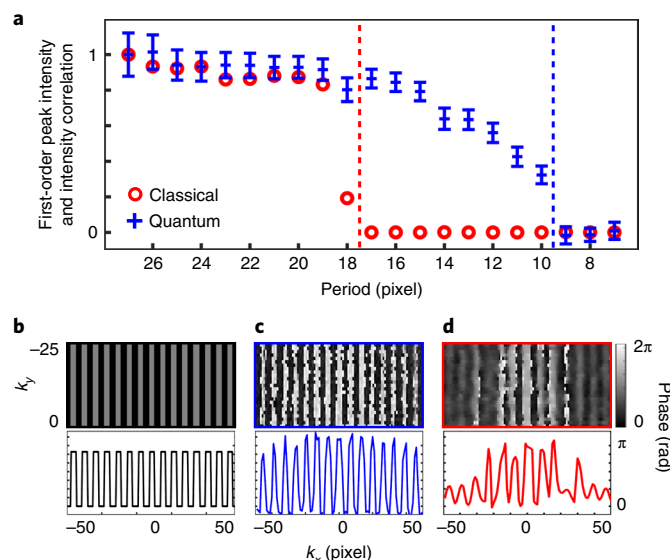 a
First-order peak intensity
and intensity correlation
1
0
Classical
Quantum
26 24 22 20 18 16 14 12 10 8
Period (pixel)
b c d
−25
0
k_y
2π
0
Phase (rad)
π
0
−50 0 50 −50 0 50 −50 0 50
k_x (pixel)